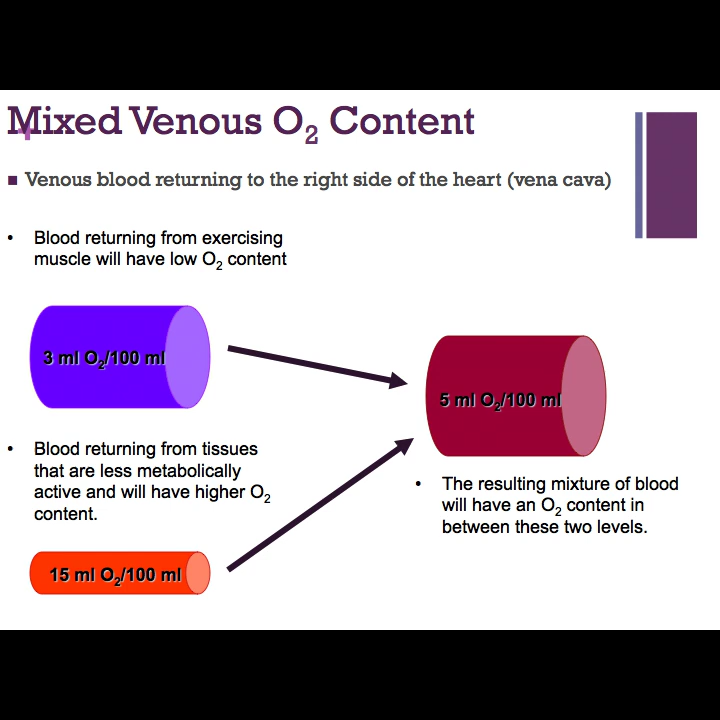 Mixed Venous O₂ Content
■ Venous blood returning to the right side of the heart (vena cava)
• Blood returning from exercising
muscle will have low O₂ content
3 ml O₂/100 ml
5 ml O₂/100 ml
• Blood returning from tissues
that are less metabolically
active and will have higher O₂
content.
• The resulting mixture of blood
will have an O₂ content in
between these two levels.
15 ml O₂/100 ml